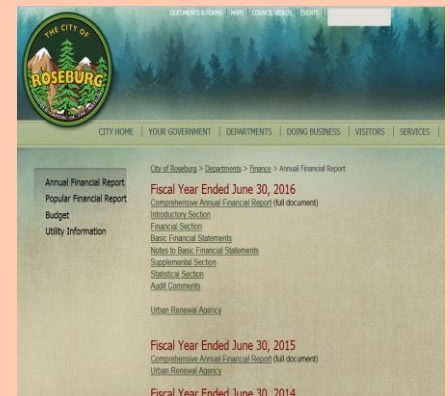 DOCUMENTS & FORMS | MAPS | COUNCIL VIDEOS | EVENTS |
THE CITY OF
ROSEBURG
CITY HOME | YOUR GOVERNMENT | DEPARTMENTS | DOING BUSINESS | VISITORS | SERVICES |
City of Roseburg > Departments > Finance > Annual Financial Report
Annual Financial Report
Popular Financial Report
Budget
Utility Information
Fiscal Year Ended June 30, 2016
Comprehensive Annual Financial Report (full document)
Introductory Section
Financial Section
Basic Financial Statements
Notes to Basic Financial Statements
Supplemental Section
Statistical Section
Audit Comments
Urban Renewal Agency
Fiscal Year Ended June 30, 2015
Comprehensive Annual Financial Report (full document)
Urban Renewal Agency
Fiscal Year Ended June 30, 2014